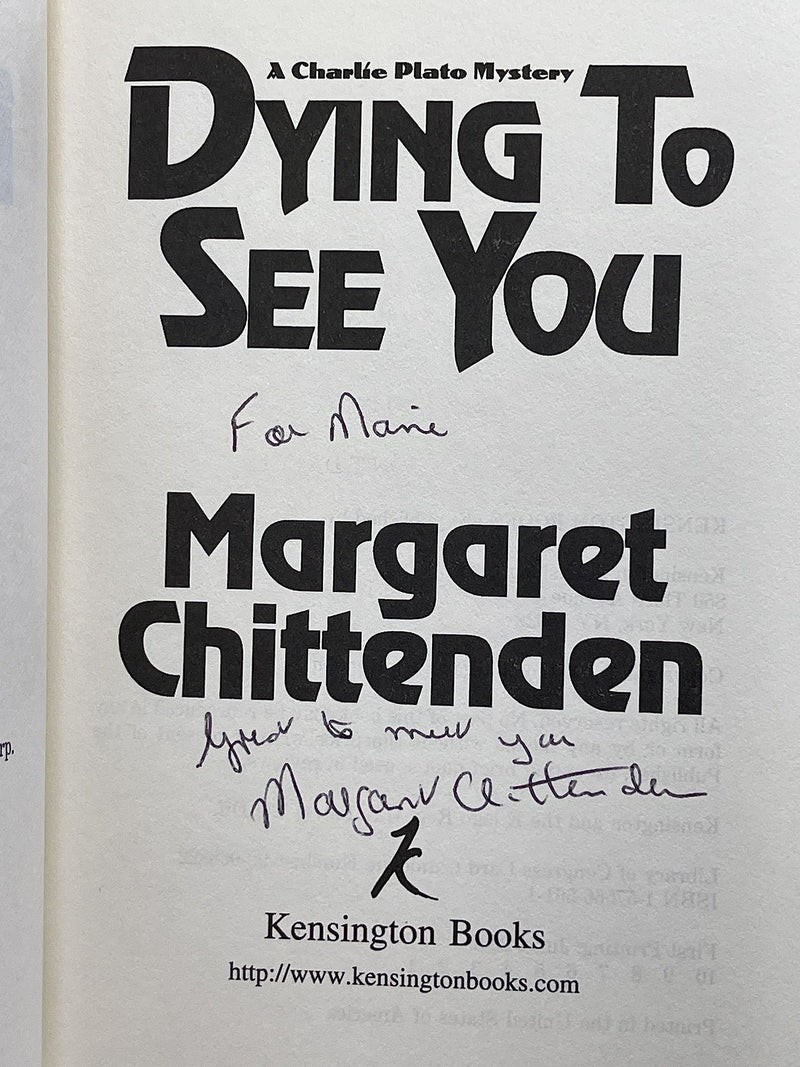 A Charlie Plato Mystery
DYING TO
SEE YOU
For Marie
Margaret
Chittenden
Great to meet you
Margaret Chittenden
K
Kensington Books
http://www.kensingtonbooks.com
rp,